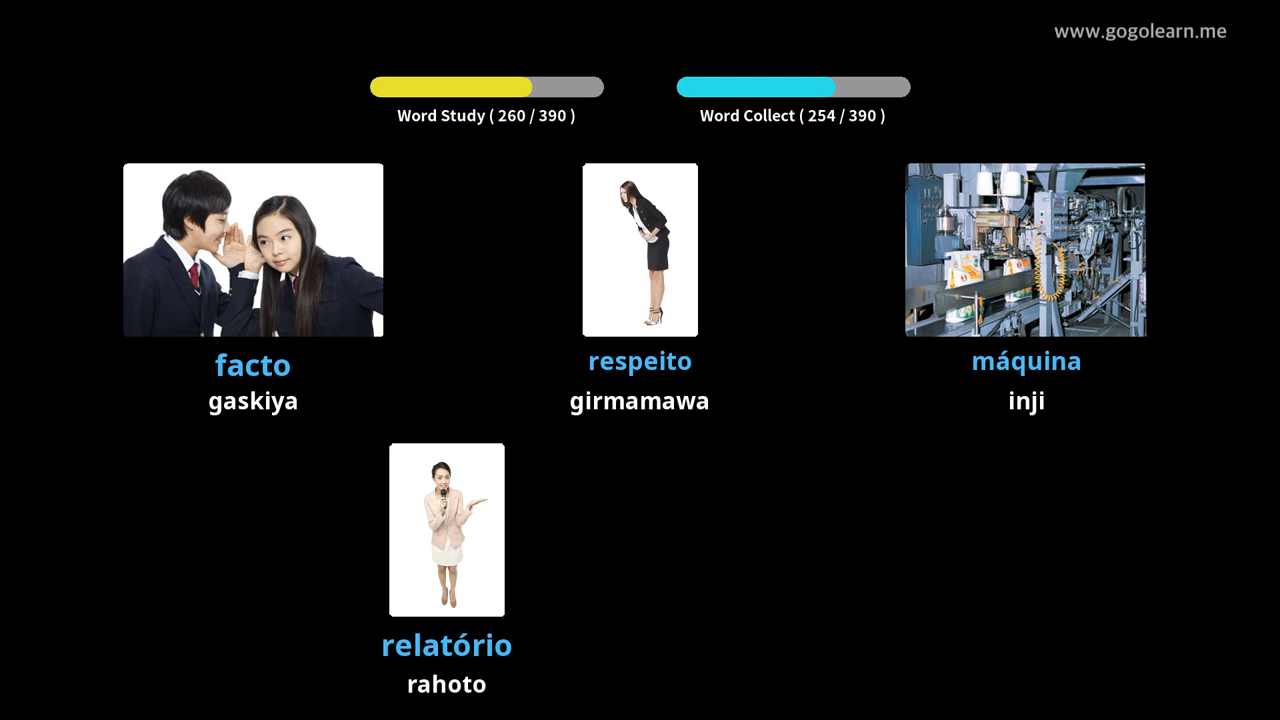 www.gogolearn.me
Word Study ( 260 / 390 )
Word Collect ( 254 / 390 )
facto
gaskiya
respeito
girmamawa
máquina
inji
relatório
rahoto